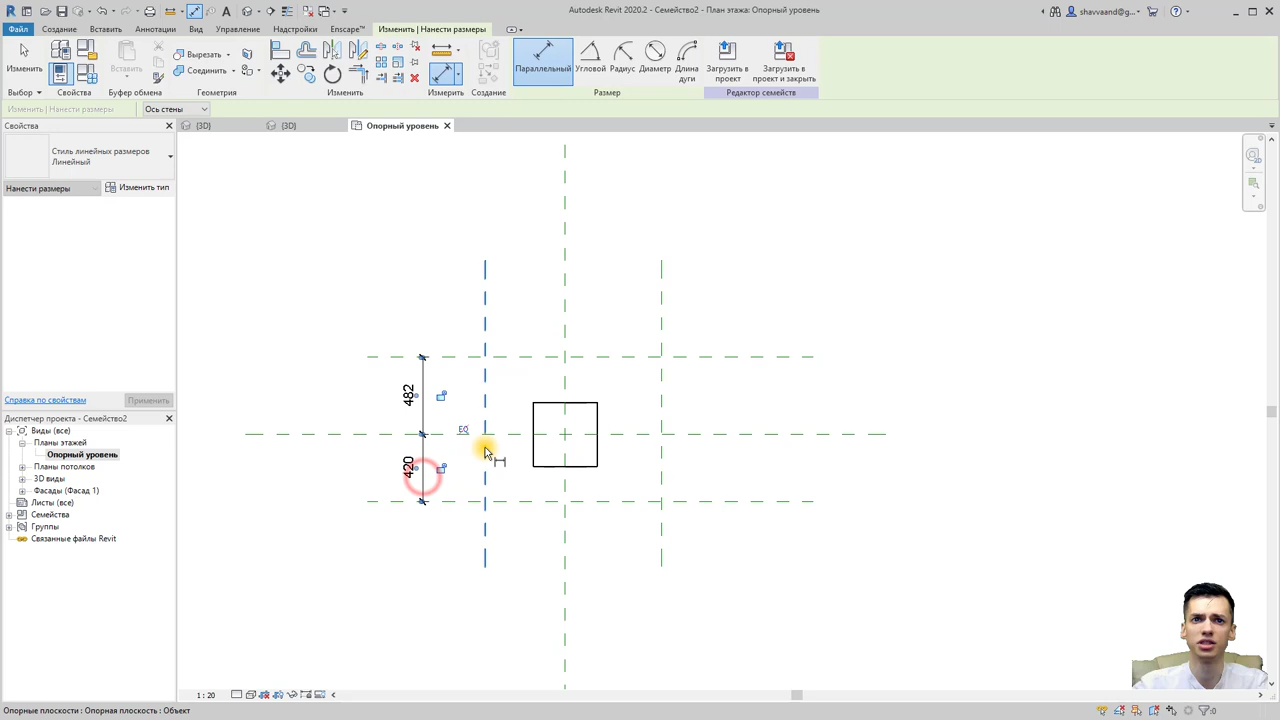 Autodesk Revit 2020.2 - Семейство2 - План этажа: Опорный уровень
shavvaand@g...
Файл Создание Вставить Аннотации Вид Управление Надстройки Enscape™ Изменить | Нанести размеры
Изменить Вставить Вырезать Соединить Параллельный Угловой Радиус Диаметр Длина дуги Загрузить в проект Загрузить в проект и закрыть
Выбор Свойства Буфер обмена Геометрия Изменить Измерить Создание Размер Редактор семейств
Изменить | Нанести размеры Ось стены
Свойства
{3D} {3D} Опорный уровень
Стиль линейных размеров
Линейный
Нанести размеры Изменить тип
482
EQ
420
Справка по свойствам Применить
Диспетчер проекта - Семейство2
Виды (все)
Планы этажей
Опорный уровень
Планы потолков
3D виды
Фасады (Фасад 1)
Листы (все)
Семейства
Группы
Связанные файлы Revit
1 : 20
Опорные плоскости : Опорная плоскость : Объект
:0